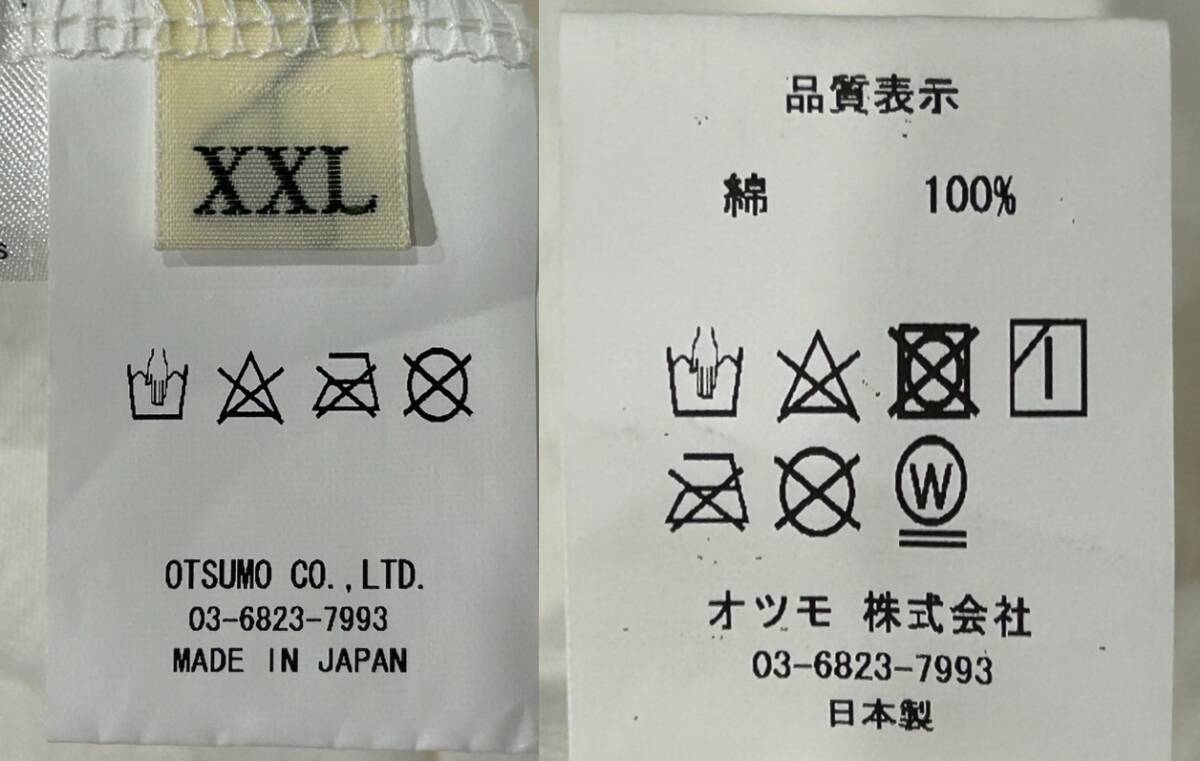 XXL
s
OTSUMO CO.,LTD.
03-6823-7993
MADE IN JAPAN
品質表示
綿 100%
W
オツモ 株式会社
03-6823-7993
日本製